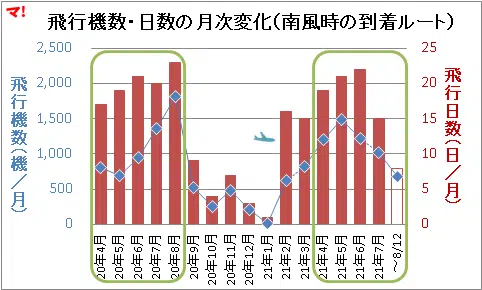 マ!
飛行機数・日数の月次変化(南風時の到着ルート)
飛行機数(機/月)
2,500
2,000
1,500
1,000
500
0
25
20
15
10
5
0
飛行日数(日/月)
20年4月
20年5月
20年6月
20年7月
20年8月
20年9月
20年10月
20年11月
20年12月
21年1月
21年2月
21年3月
21年4月
21年5月
21年6月
21年7月
～8/12